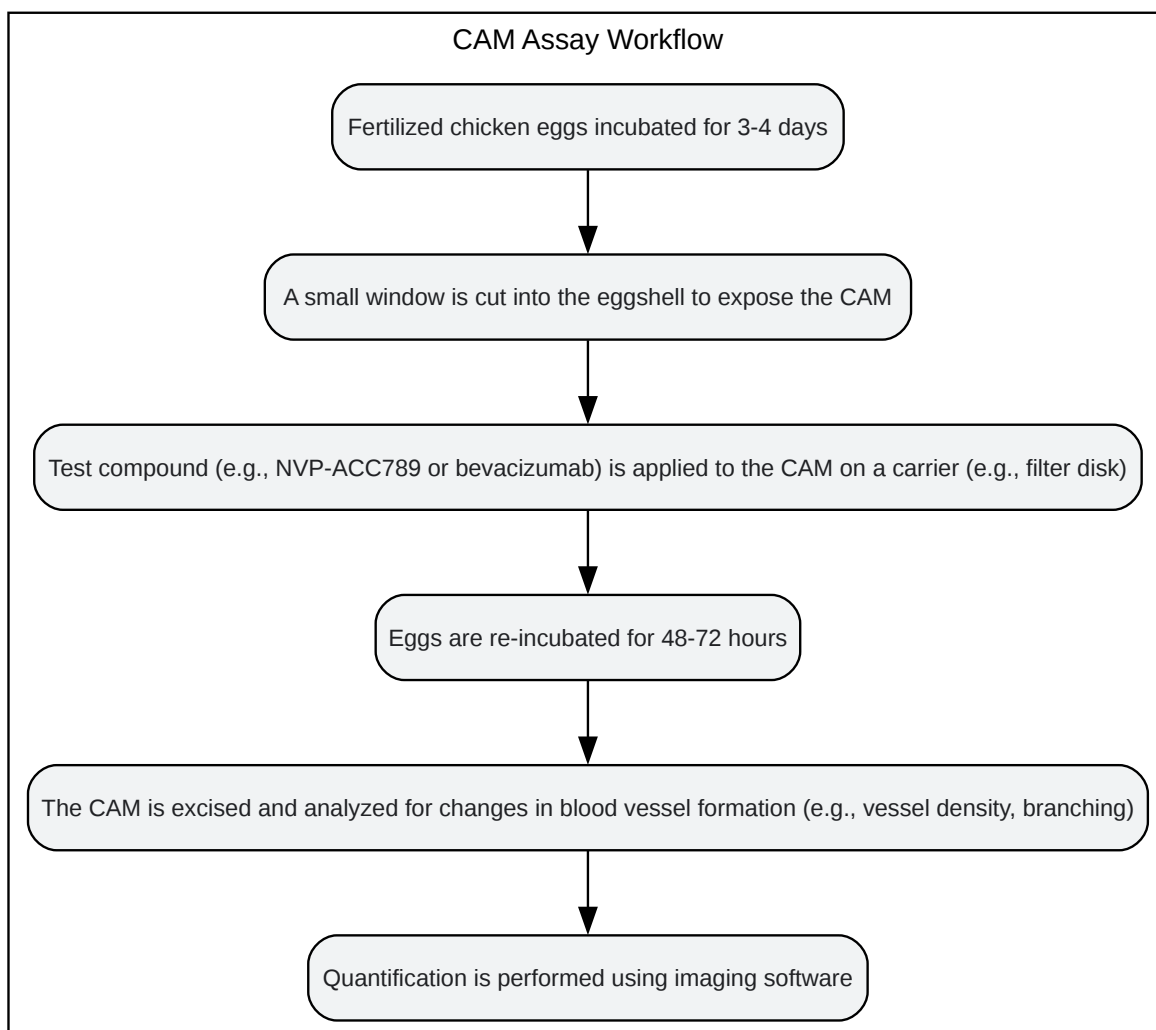 CAM Assay Workflow
Fertilized chicken eggs incubated for 3-4 days
A small window is cut into the eggshell to expose the CAM
Test compound (e.g., NVP-ACC789 or bevacizumab) is applied to the CAM on a carrier (e.g., filter disk)
Eggs are re-incubated for 48-72 hours
The CAM is excised and analyzed for changes in blood vessel formation (e.g., vessel density, branching)
Quantification is performed using imaging software